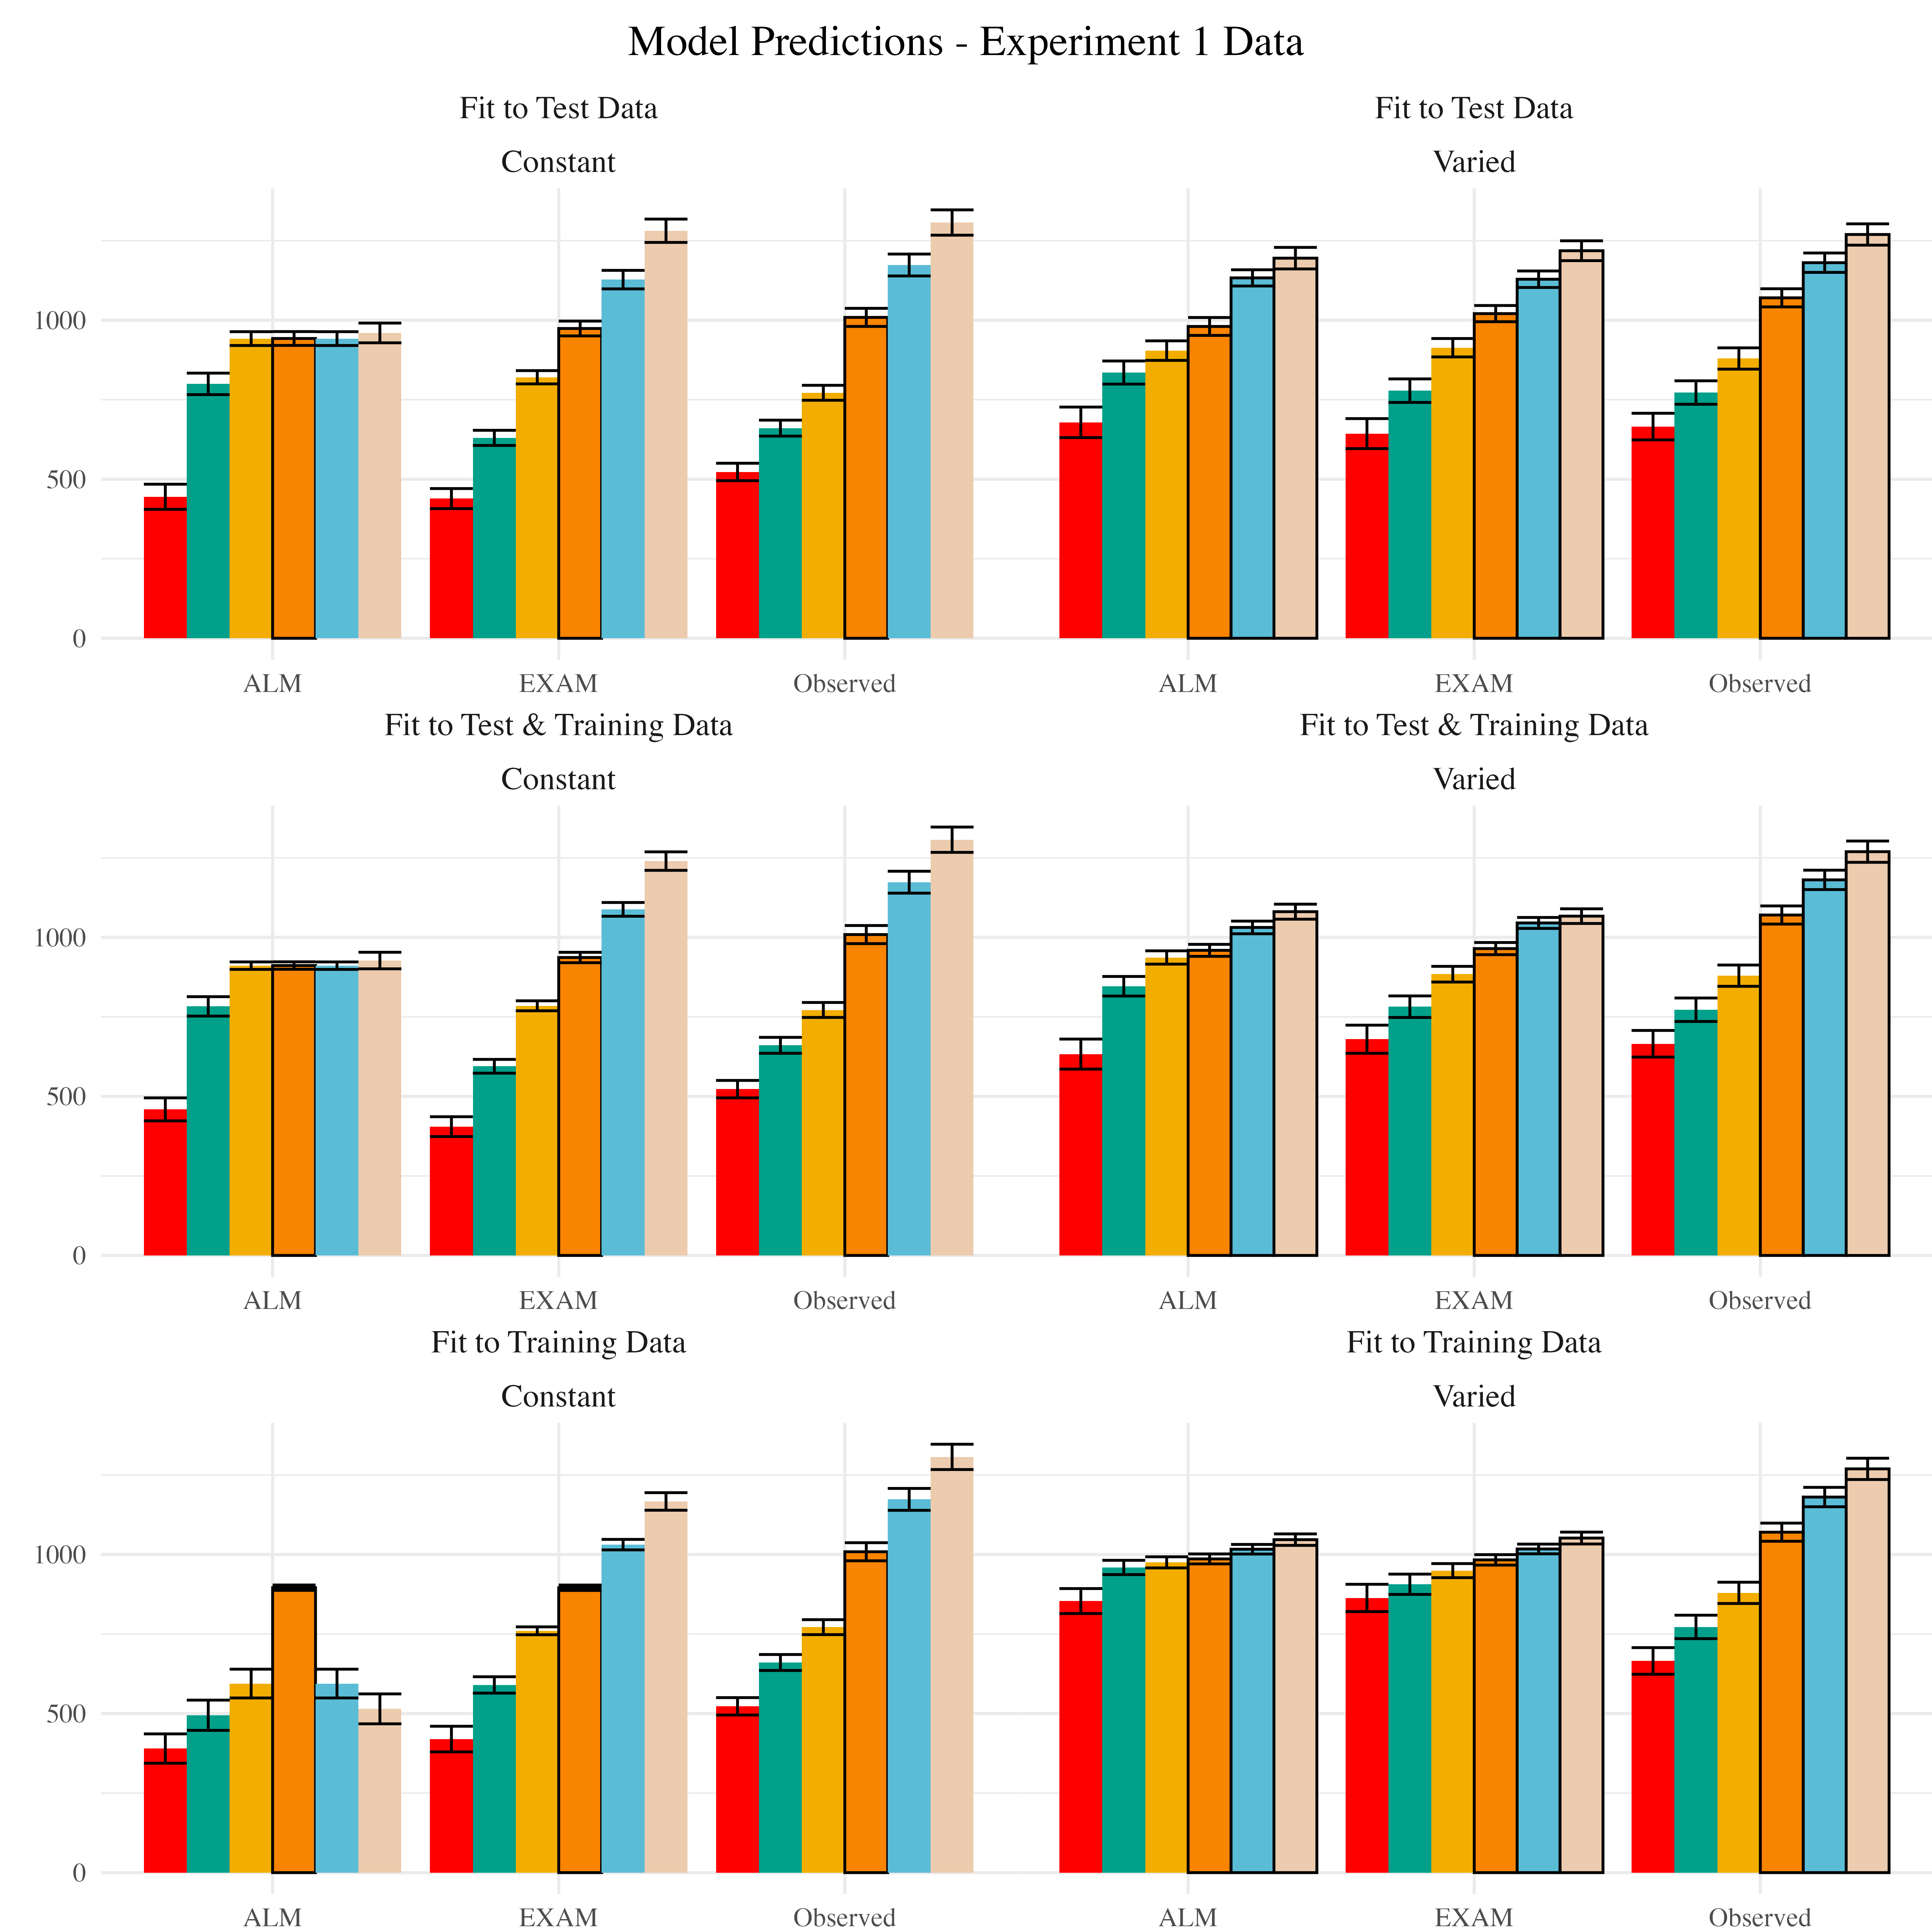 Model Predictions - Experiment 1 Data
Fit to Test Data
Fit to Test Data
Constant
Varied
1000
500
0
ALM
EXAM
Observed
ALM
EXAM
Observed
Fit to Test & Training Data
Fit to Test & Training Data
Constant
Varied
1000
500
0
ALM
EXAM
Observed
ALM
EXAM
Observed
Fit to Training Data
Fit to Training Data
Constant
Varied
1000
500
0
ALM
EXAM
Observed
ALM
EXAM
Observed